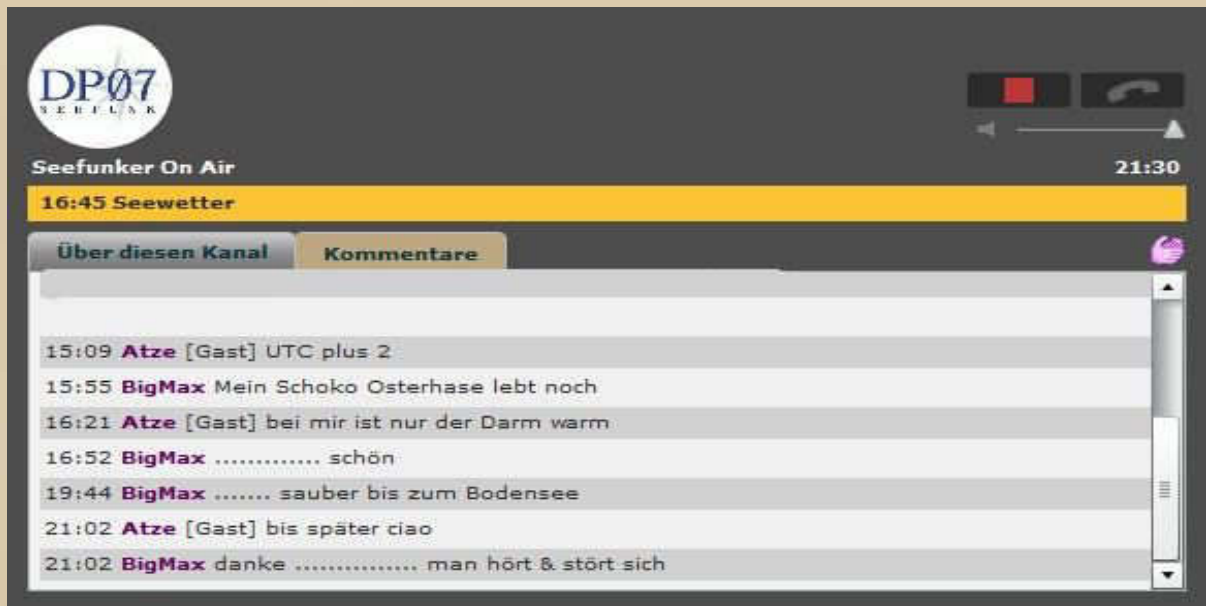 DP07
SEEFUNK
Seefunker On Air
21:30
16:45 Seewetter
Über diesen Kanal
Kommentare
15:09 Atze [Gast] UTC plus 2
15:55 BigMax Mein Schoko Osterhase lebt noch
16:21 Atze [Gast] bei mir ist nur der Darm warm
16:52 BigMax ............. schön
19:44 BigMax ....... sauber bis zum Bodensee
21:02 Atze [Gast] bis später ciao
21:02 BigMax danke ............... man hört & stört sich